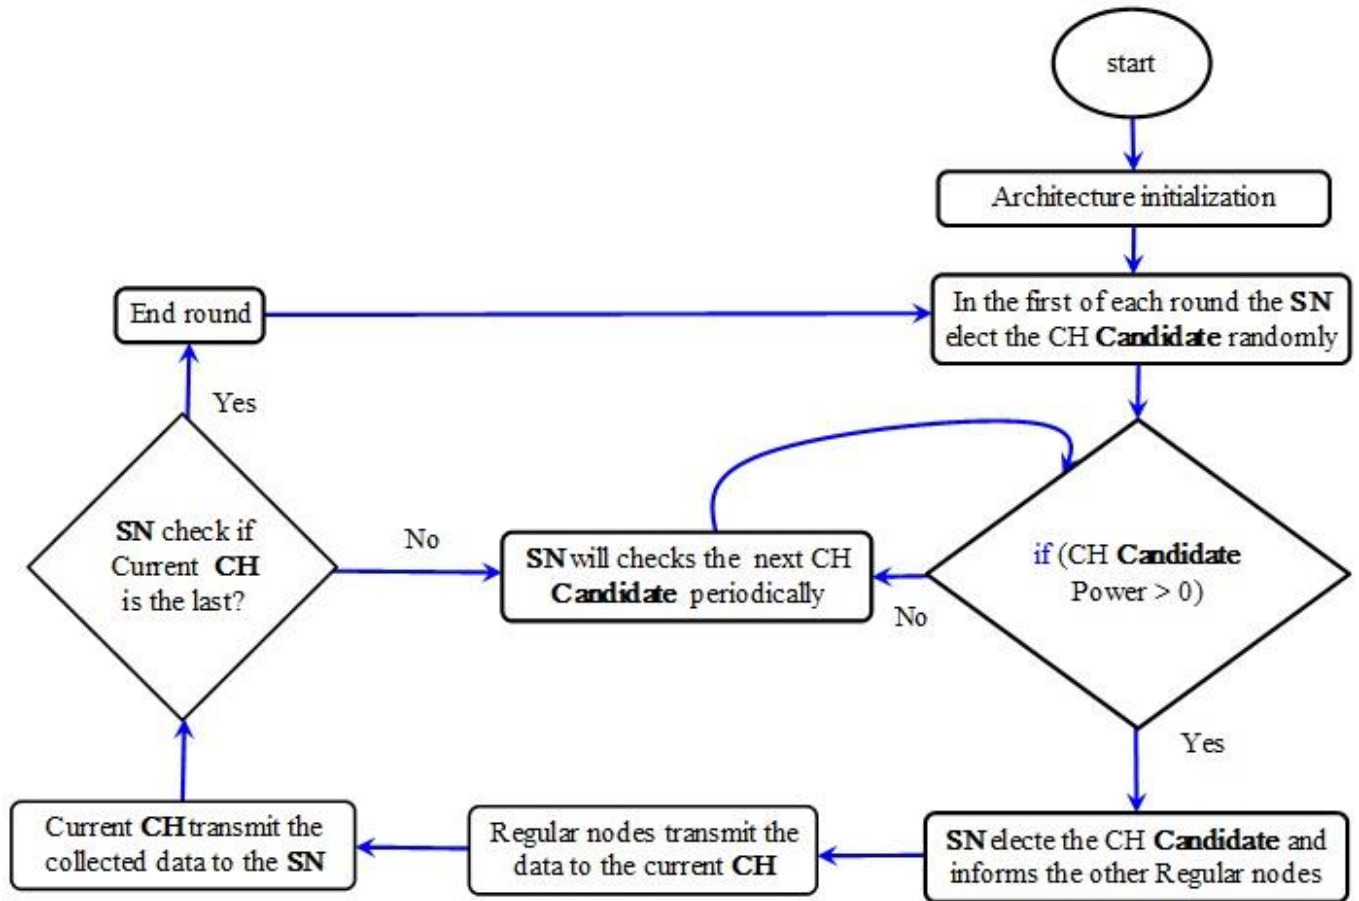 start
Architecture initialization
In the first of each round the SN
elect the CH Candidate randomly
End round
Yes
SN check if
Current CH
is the last?
No
SN will checks the next CH
Candidate periodically
if (CH Candidate
Power > 0)
No
Yes
SN electe the CH Candidate and
informs the other Regular nodes
Regular nodes transmit the
data to the current CH
Current CH transmit the
collected data to the SN